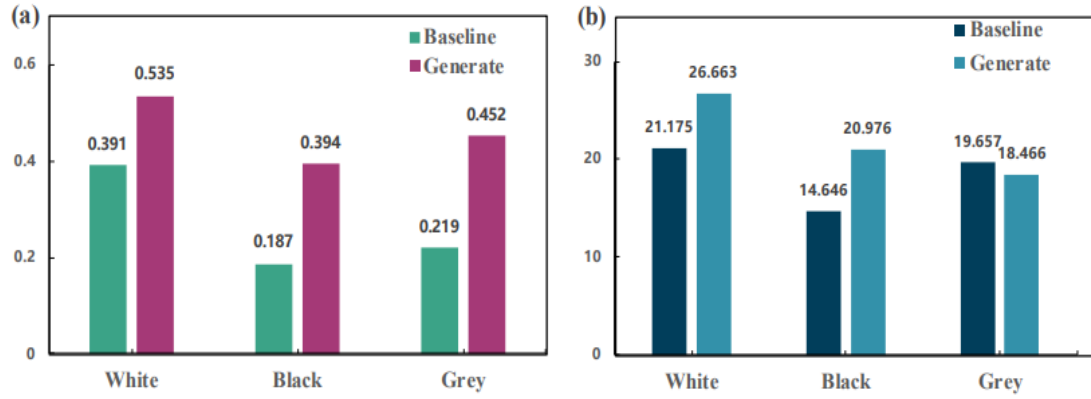 (a)
Baseline
Generate
0.6
0.4
0.2
0
0.391
0.535
0.187
0.394
0.219
0.452
White Black Grey
(b)
Baseline
Generate
30
20
10
0
21.175
26.663
14.646
20.976
19.657
18.466
White Black Grey